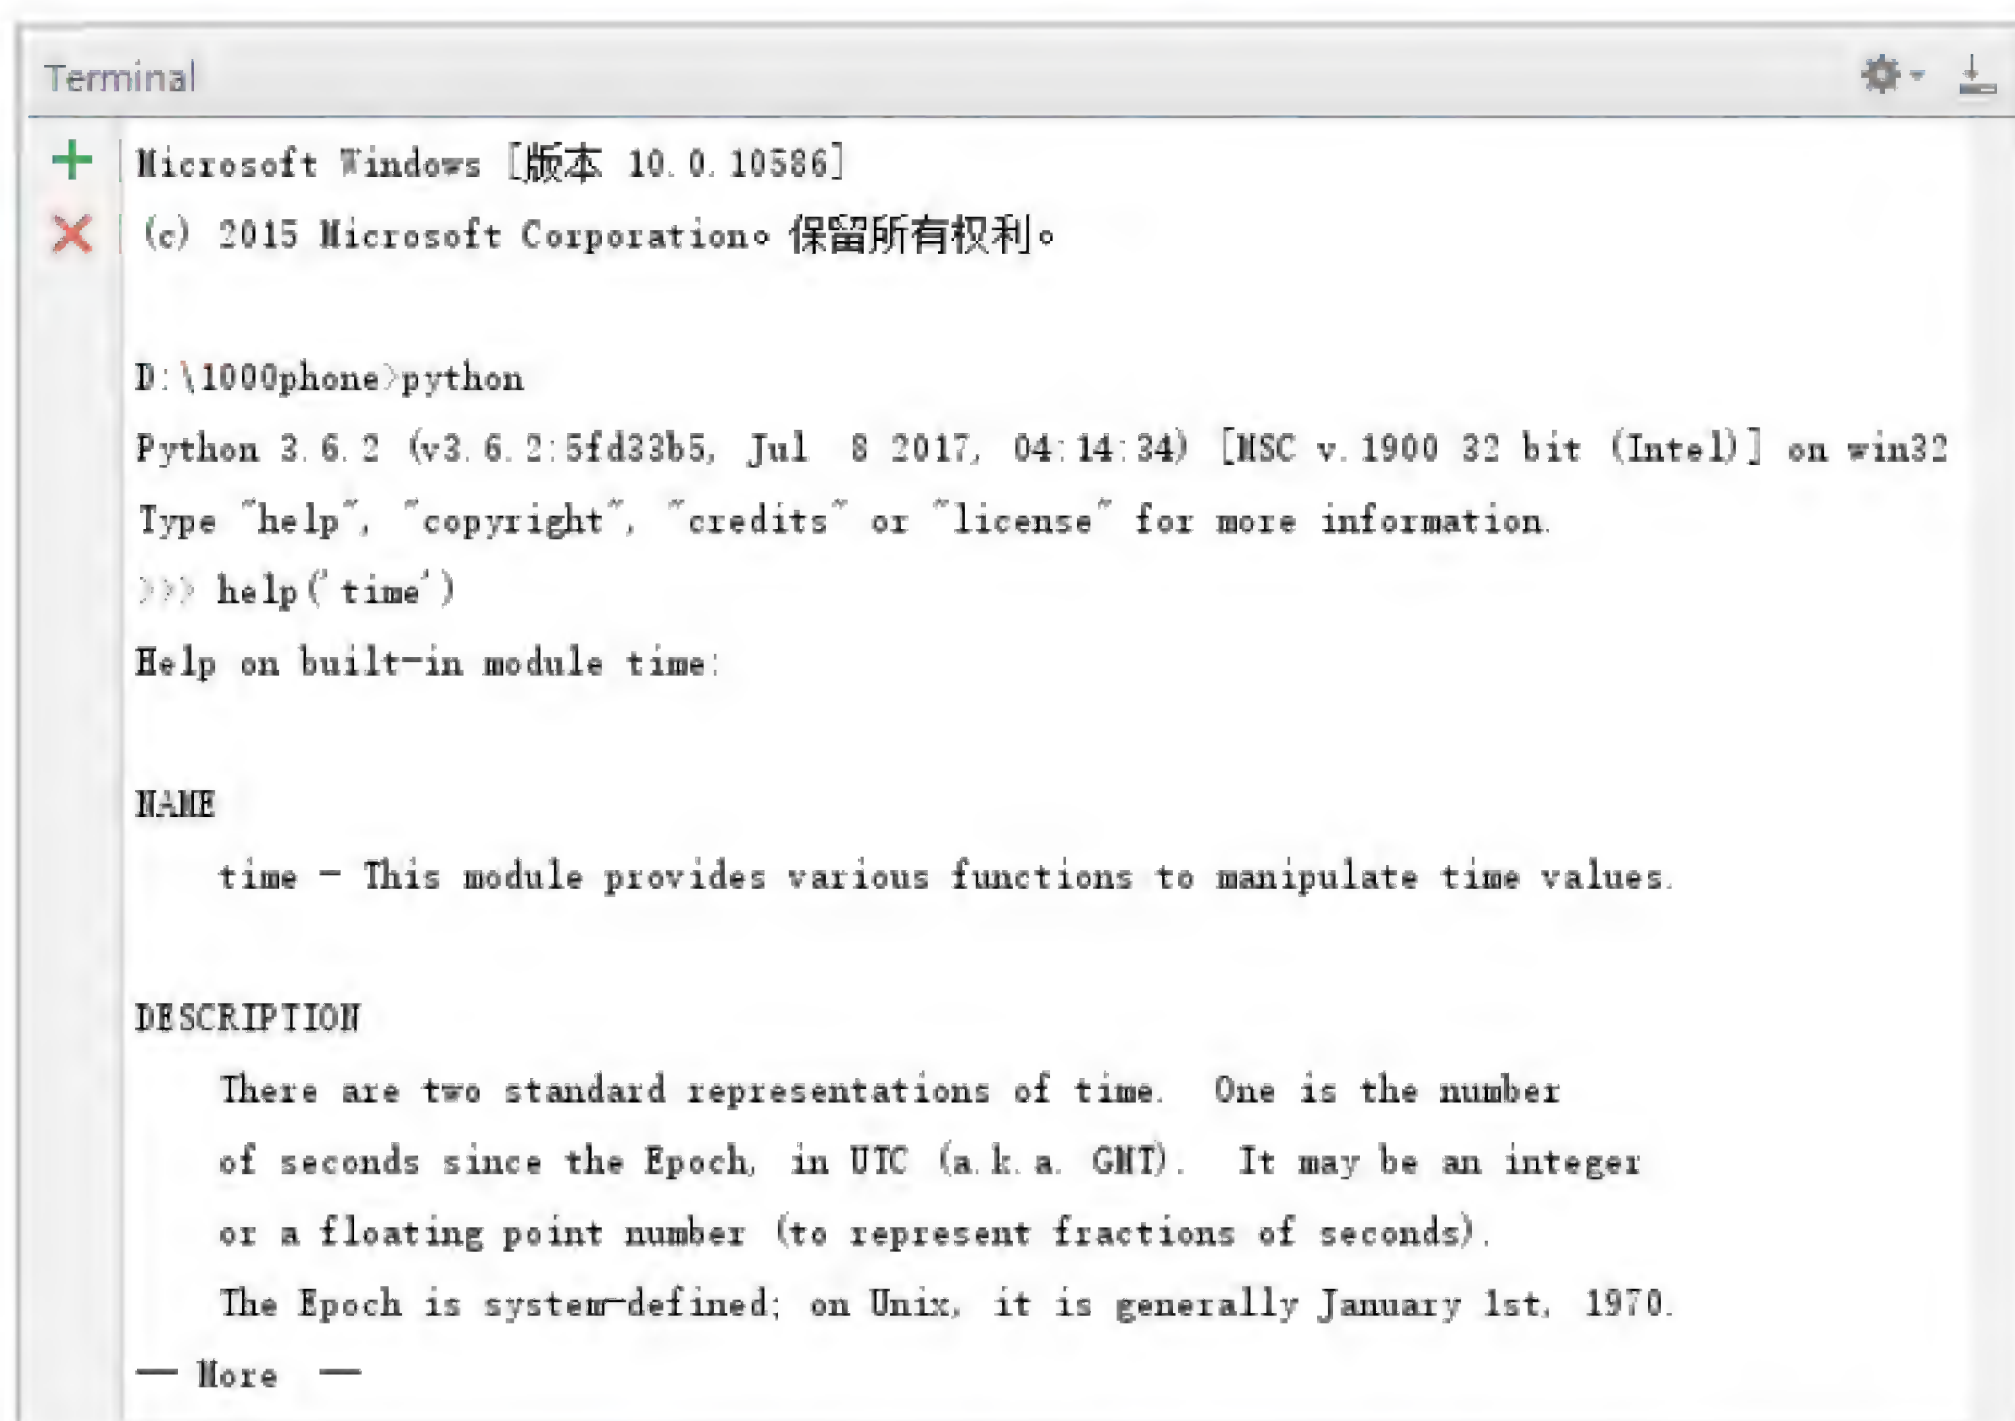 Terminal
Microsoft Windows [版本 10.0.10586]
(c) 2015 Microsoft Corporation。保留所有权利。
D:\1000phone>python
Python 3.6.2 (v3.6.2:5fd33b5, Jul  8 2017, 04:14:34) [MSC v.1900 32 bit (Intel)] on win32
Type "help", "copyright", "credits" or "license" for more information.
>>> help('time')
Help on built-in module time:
NAME
time - This module provides various functions to manipulate time values.
DESCRIPTION
There are two standard representations of time.  One is the number
of seconds since the Epoch, in UTC (a.k.a. GMT).  It may be an integer
or a floating point number (to represent fractions of seconds).
The Epoch is system-defined; on Unix, it is generally January 1st, 1970.
-- More  --